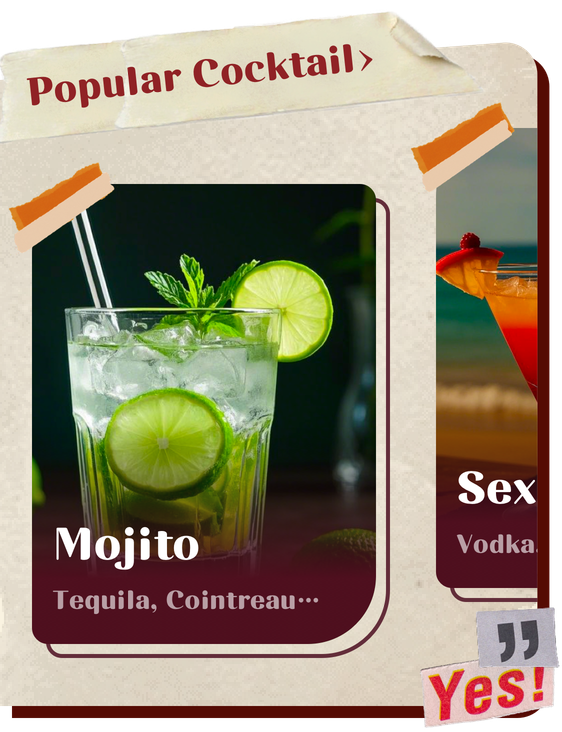 Popular Cocktail›
Mojito
Tequila, Cointreau···
Sex
Vodka.
”
Yes!